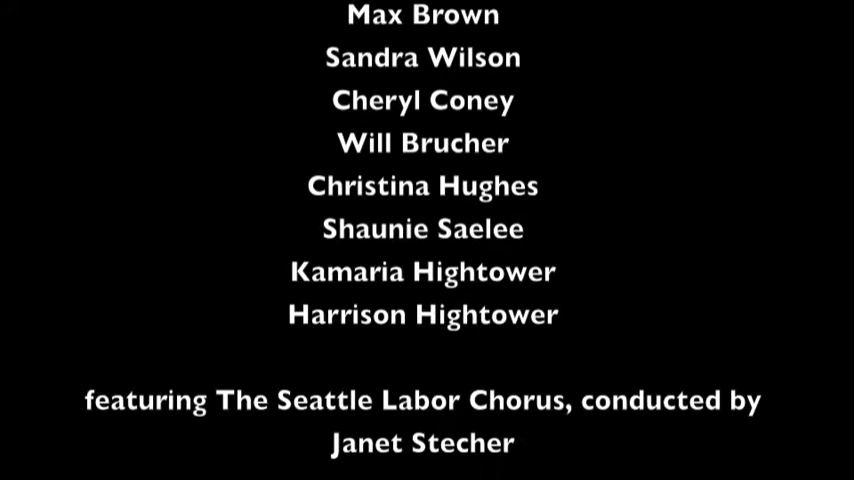 Max Brown
Sandra Wilson
Cheryl Coney
Will Brucher
Christina Hughes
Shaunie Saelee
Kamaria Hightower
Harrison Hightower
featuring The Seattle Labor Chorus, conducted by
Janet Stecher